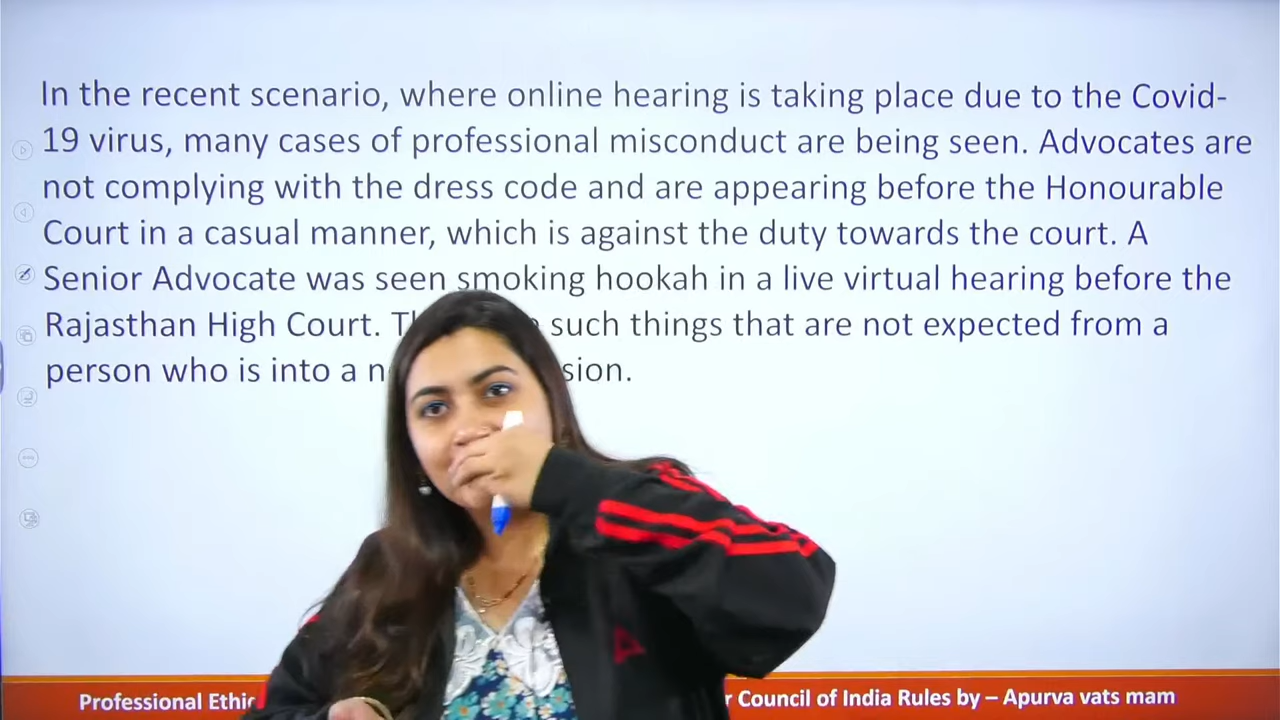 In the recent scenario, where online hearing is taking place due to the Covid-
19 virus, many cases of professional misconduct are being seen. Advocates are
not complying with the dress code and are appearing before the Honourable
Court in a casual manner, which is against the duty towards the court. A
Senior Advocate was seen smoking hookah in a live virtual hearing before the
Rajasthan High Court. such things that are not expected from a
person who is into a
Professional Council of India Rules by – Apurva vats mam